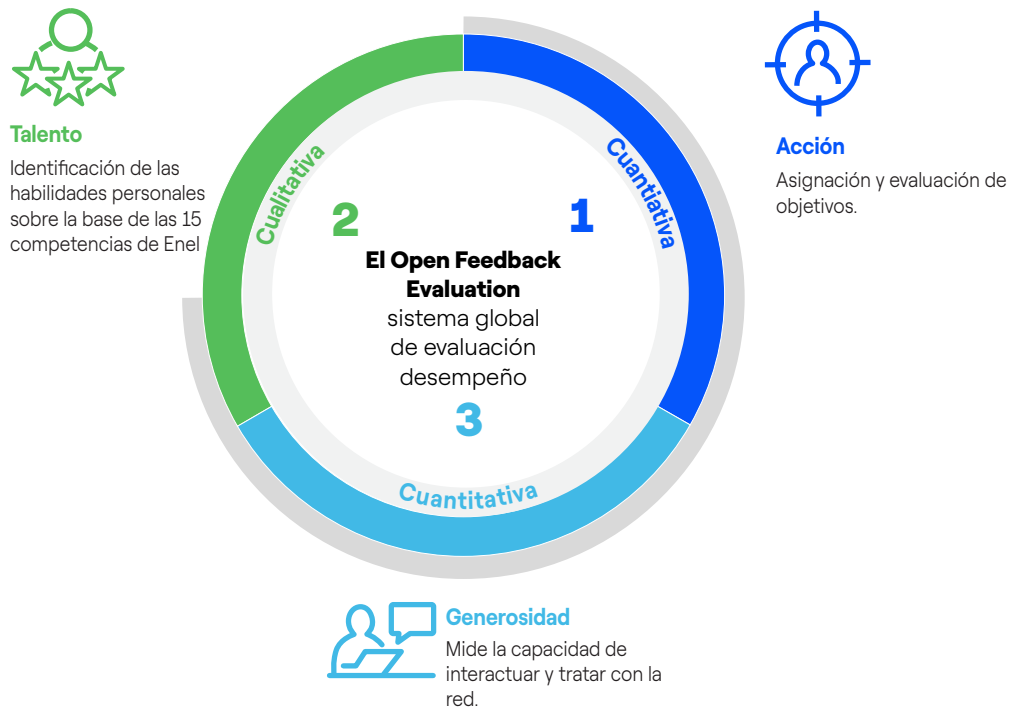 Talento
Identificación de las
habilidades personales
sobre la base de las 15
competencias de Enel
Acción
Asignación y evaluación de
objetivos.
Cualitativa
Cuantiativa
2
1
El Open Feedback
Evaluation
sistema global
de evaluación
desempeño
3
Cuantitativa
Generosidad
Mide la capacidad de
interactuar y tratar con la
red.